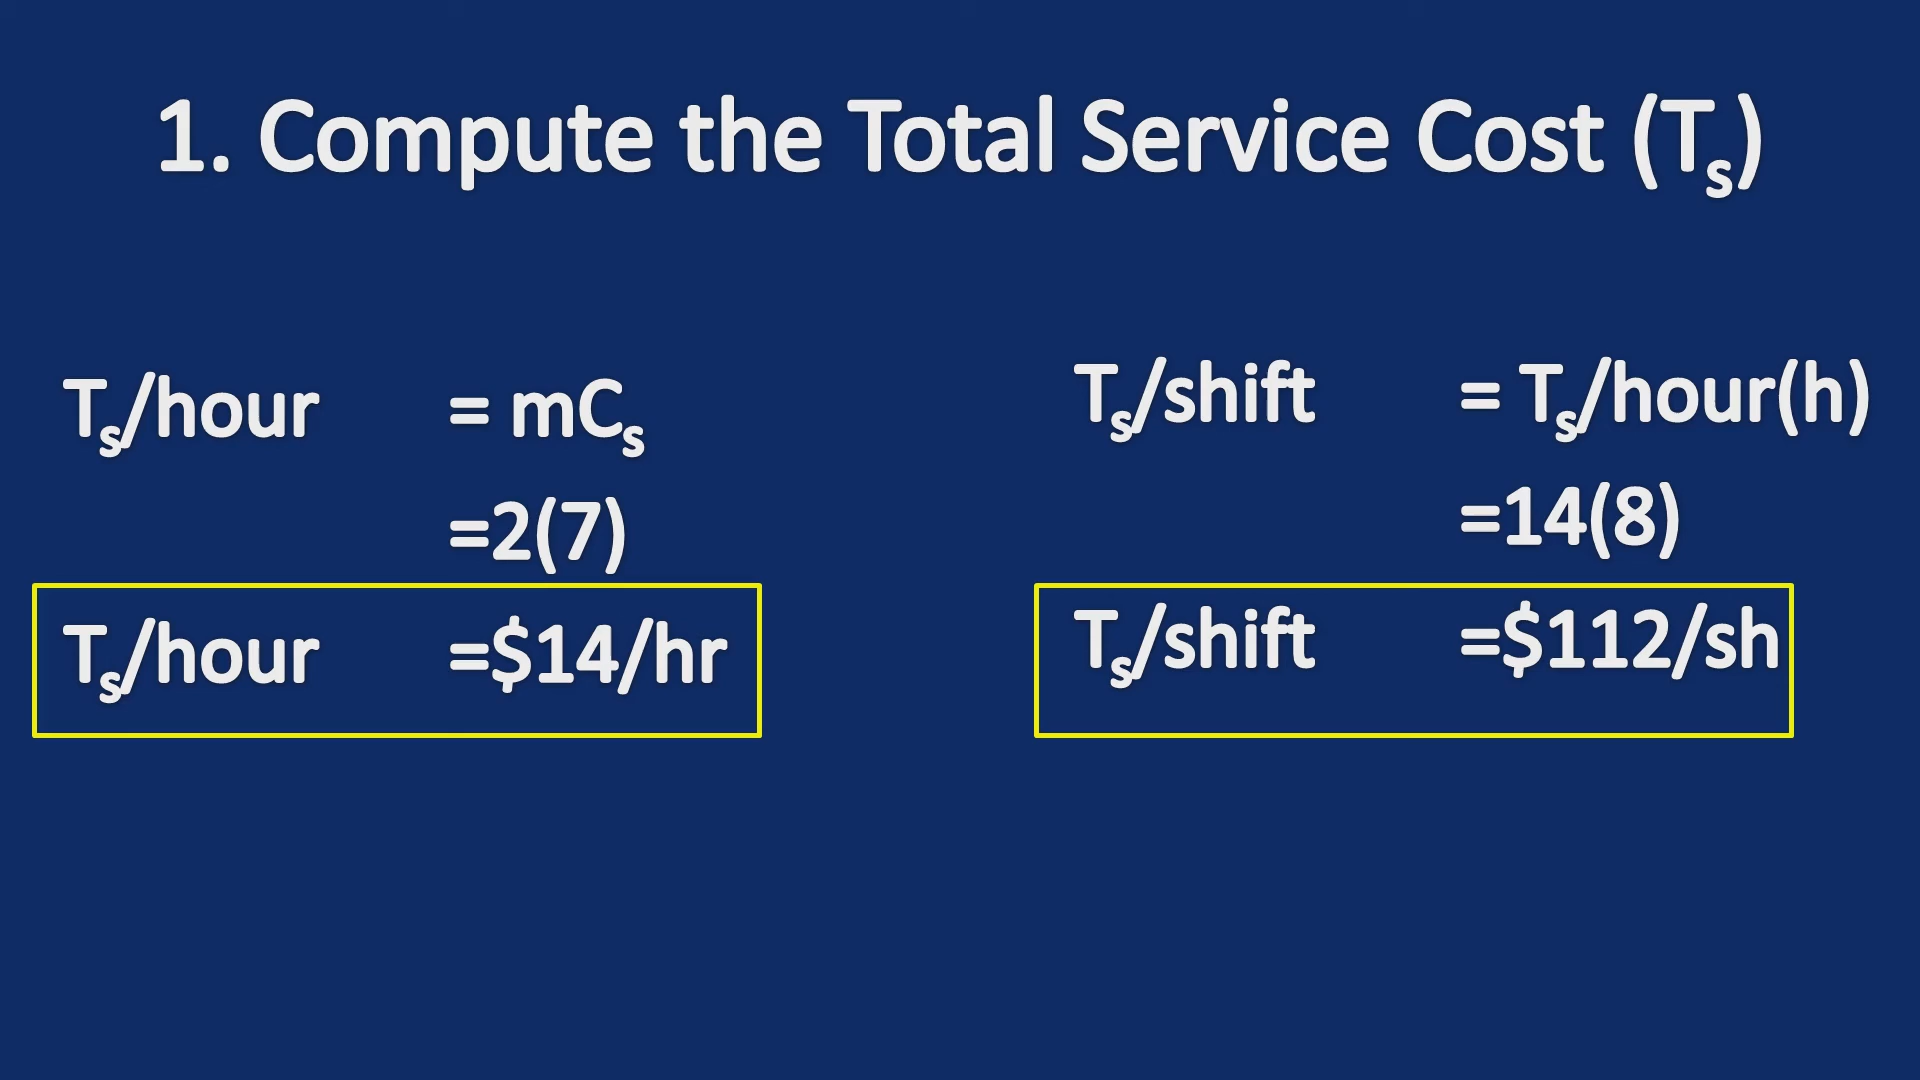 1. Compute the Total Service Cost (Ts)
Ts/hour = mCs
=2(7)
Ts/hour =$14/hr
Ts/shift = Ts/hour(h)
=14(8)
Ts/shift =$112/sh